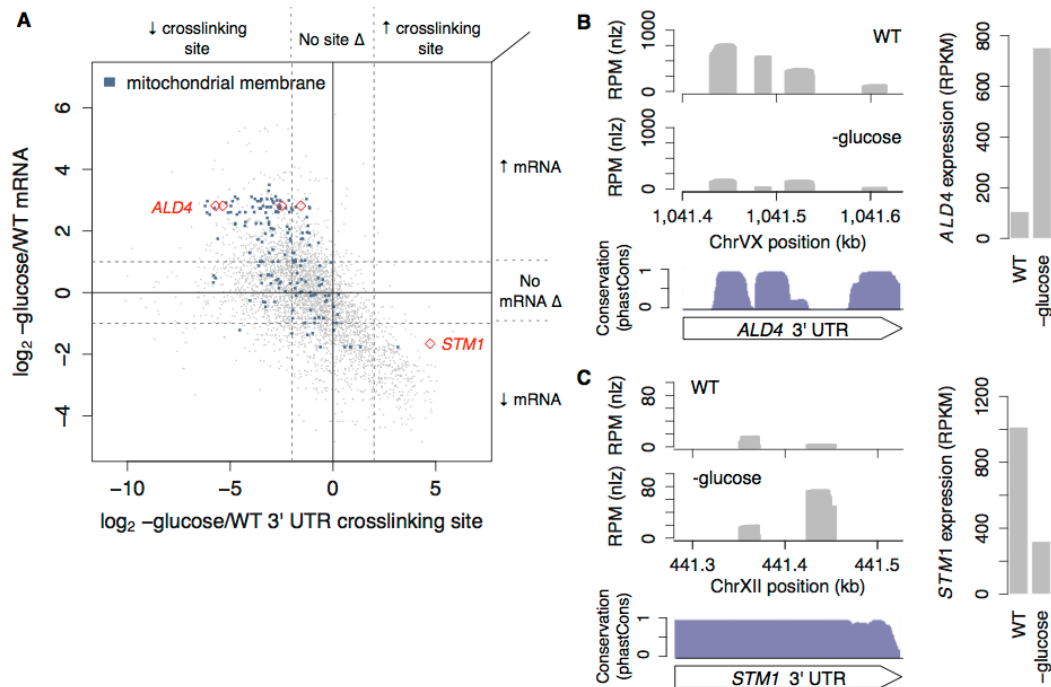 A
↓ crosslinking site
No site Δ
↑ crosslinking site
mitochondrial membrane
6
4
2
0
−2
−4
log₂ −glucose/WT mRNA
ALD4
STM1
↑ mRNA
No mRNA Δ
↓ mRNA
−10
−5
0
5
log₂ −glucose/WT 3' UTR crosslinking site
B
WT
RPM (nlz)
0
1000
-glucose
RPM (nlz)
0
1000
1,041.4
1,041.5
1,041.6
ChrVX position (kb)
Conservation (phastCons)
0
1
ALD4 3' UTR
ALD4 expression (RPKM)
0
200
400
600
800
WT
-glucose
C
WT
RPM (nlz)
0
80
-glucose
RPM (nlz)
0
80
441.3
441.4
441.5
ChrXII position (kb)
Conservation (phastCons)
0
1
STM1 3' UTR
STM1 expression (RPKM)
0
400
800
1200
WT
-glucose